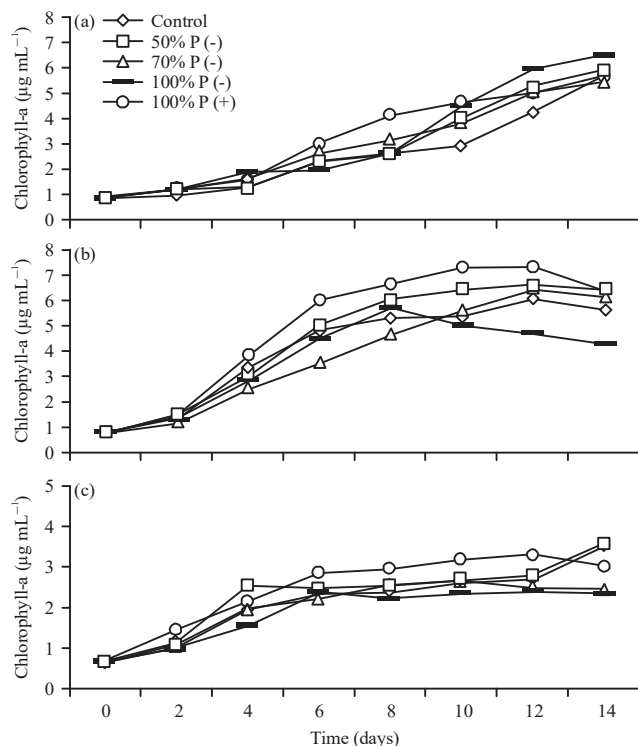 (a)
Control
50% P (-)
70% P (-)
100% P (-)
100% P (+)
Chlorophyll-a (µg mL⁻¹)
8
7
6
5
4
3
2
1
0
(b)
Chlorophyll-a (µg mL⁻¹)
8
7
6
5
4
3
2
1
0
(c)
Chlorophyll-a (µg mL⁻¹)
5
4
3
2
1
0
0 2 4 6 8 10 12 14
Time (days)